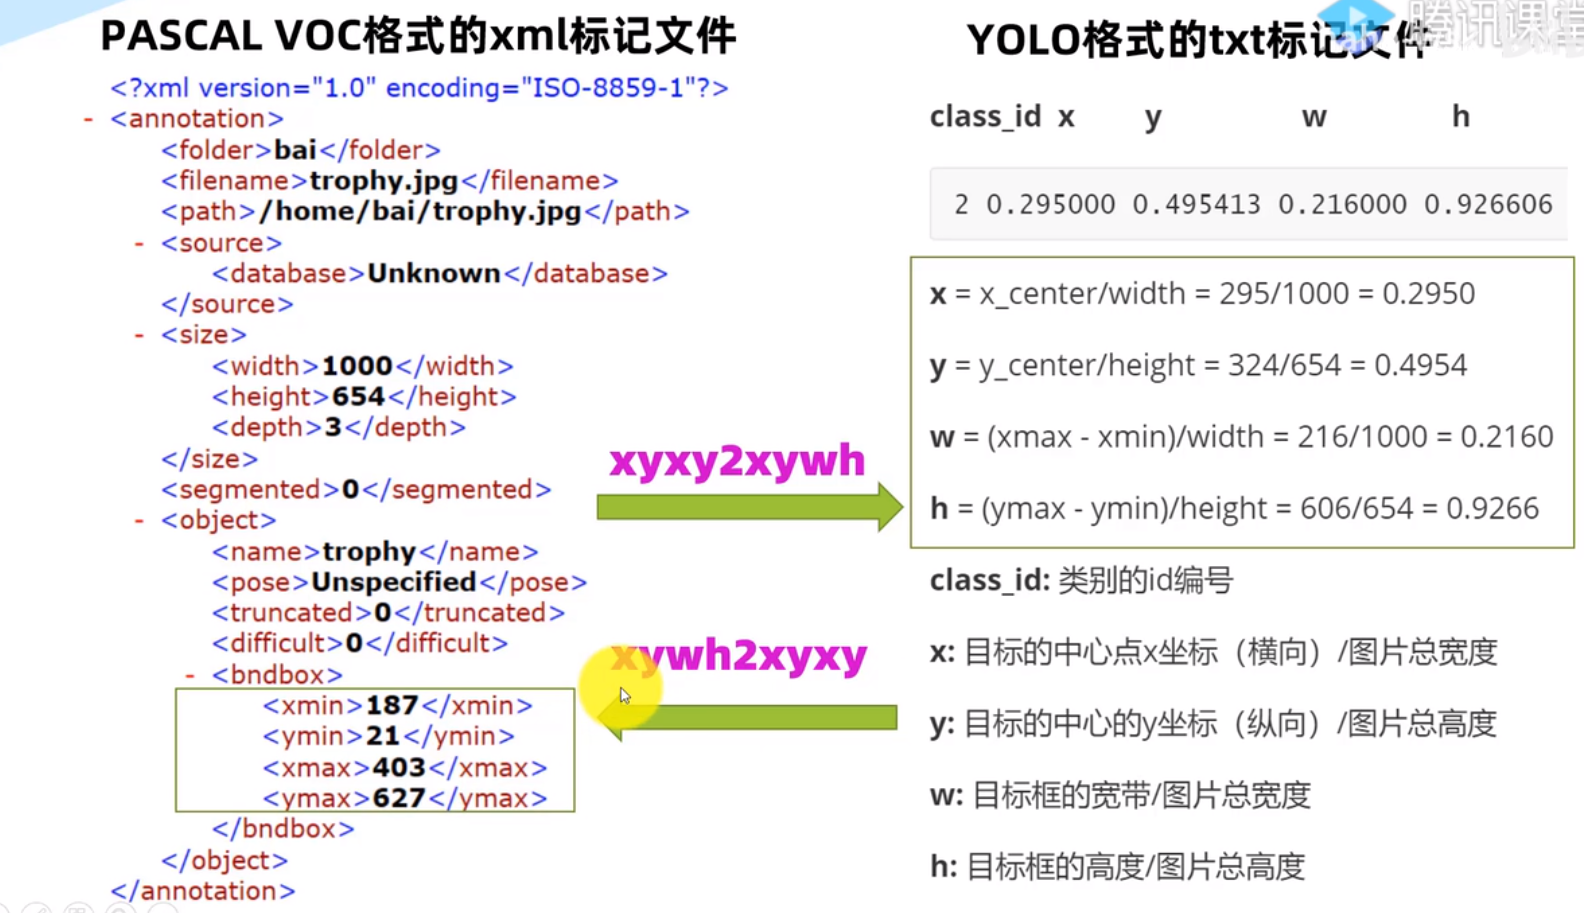 PASCAL VOC格式的xml标记文件
<?xml version="1.0" encoding="ISO-8859-1"?>
- <annotation>
<folder>bai</folder>
<filename>trophy.jpg</filename>
<path>/home/bai/trophy.jpg</path>
- <source>
<database>Unknown</database>
</source>
- <size>
<width>1000</width>
<height>654</height>
<depth>3</depth>
</size>
<segmented>0</segmented>
- <object>
<name>trophy</name>
<pose>Unspecified</pose>
<truncated>0</truncated>
<difficult>0</difficult>
- <bndbox>
<xmin>187</xmin>
<ymin>21</ymin>
<xmax>403</xmax>
<ymax>627</ymax>
</bndbox>
</object>
</annotation>
xyxy2xywh
xywh2xyxy
腾讯课堂
YOLO格式的txt标记文件
class_id x y w h
2 0.295000 0.495413 0.216000 0.926606
x = x_center/width = 295/1000 = 0.2950
y = y_center/height = 324/654 = 0.4954
w = (xmax - xmin)/width = 216/1000 = 0.2160
h = (ymax - ymin)/height = 606/654 = 0.9266
class_id: 类别的id编号
x: 目标的中心点x坐标（横向）/图片总宽度
y: 目标的中心的y坐标（纵向）/图片总高度
w: 目标框的宽带/图片总宽度
h: 目标框的高度/图片总高度